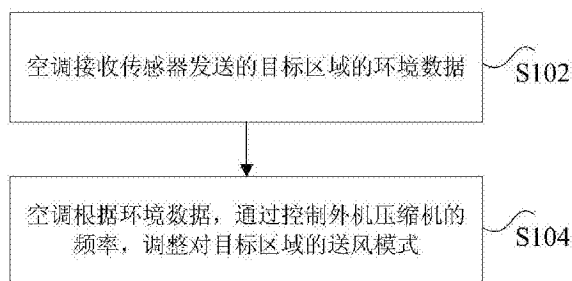 空调接收传感器发送的目标区域的环境数据
S102
空调根据环境数据，通过控制外机压缩机的
频率，调整对目标区域的送风模式
S104